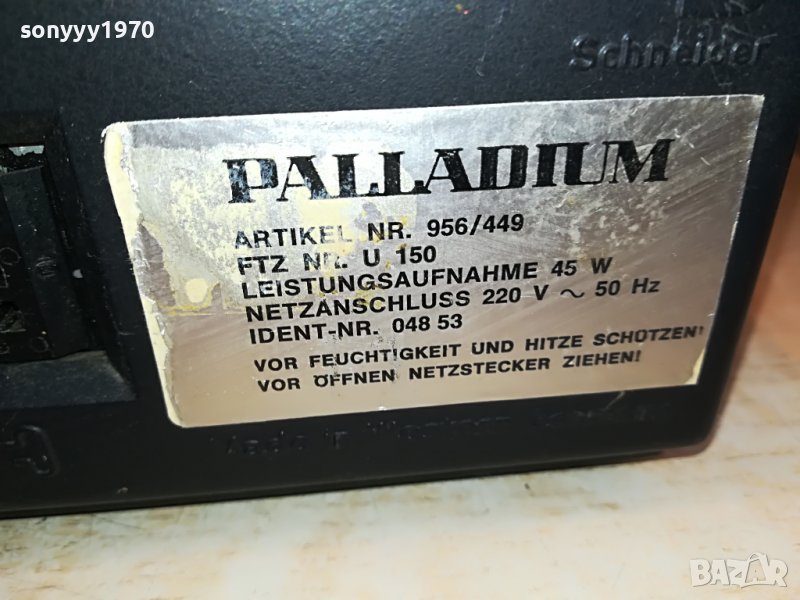 sonyyy1970
Schneider
PALLADIUM
ARTIKEL NR. 956/449
FTZ NR. U 150
LEISTUNGSAUFNAHME 45 W
NETZANSCHLUSS 220 V ~ 50 Hz
IDENT-NR. 048 53
VOR FEUCHTIGKEIT UND HITZE SCHÜTZEN!
VOR ÖFFNEN NETZSTECKER ZIEHEN!
Made in Western
BAZAR